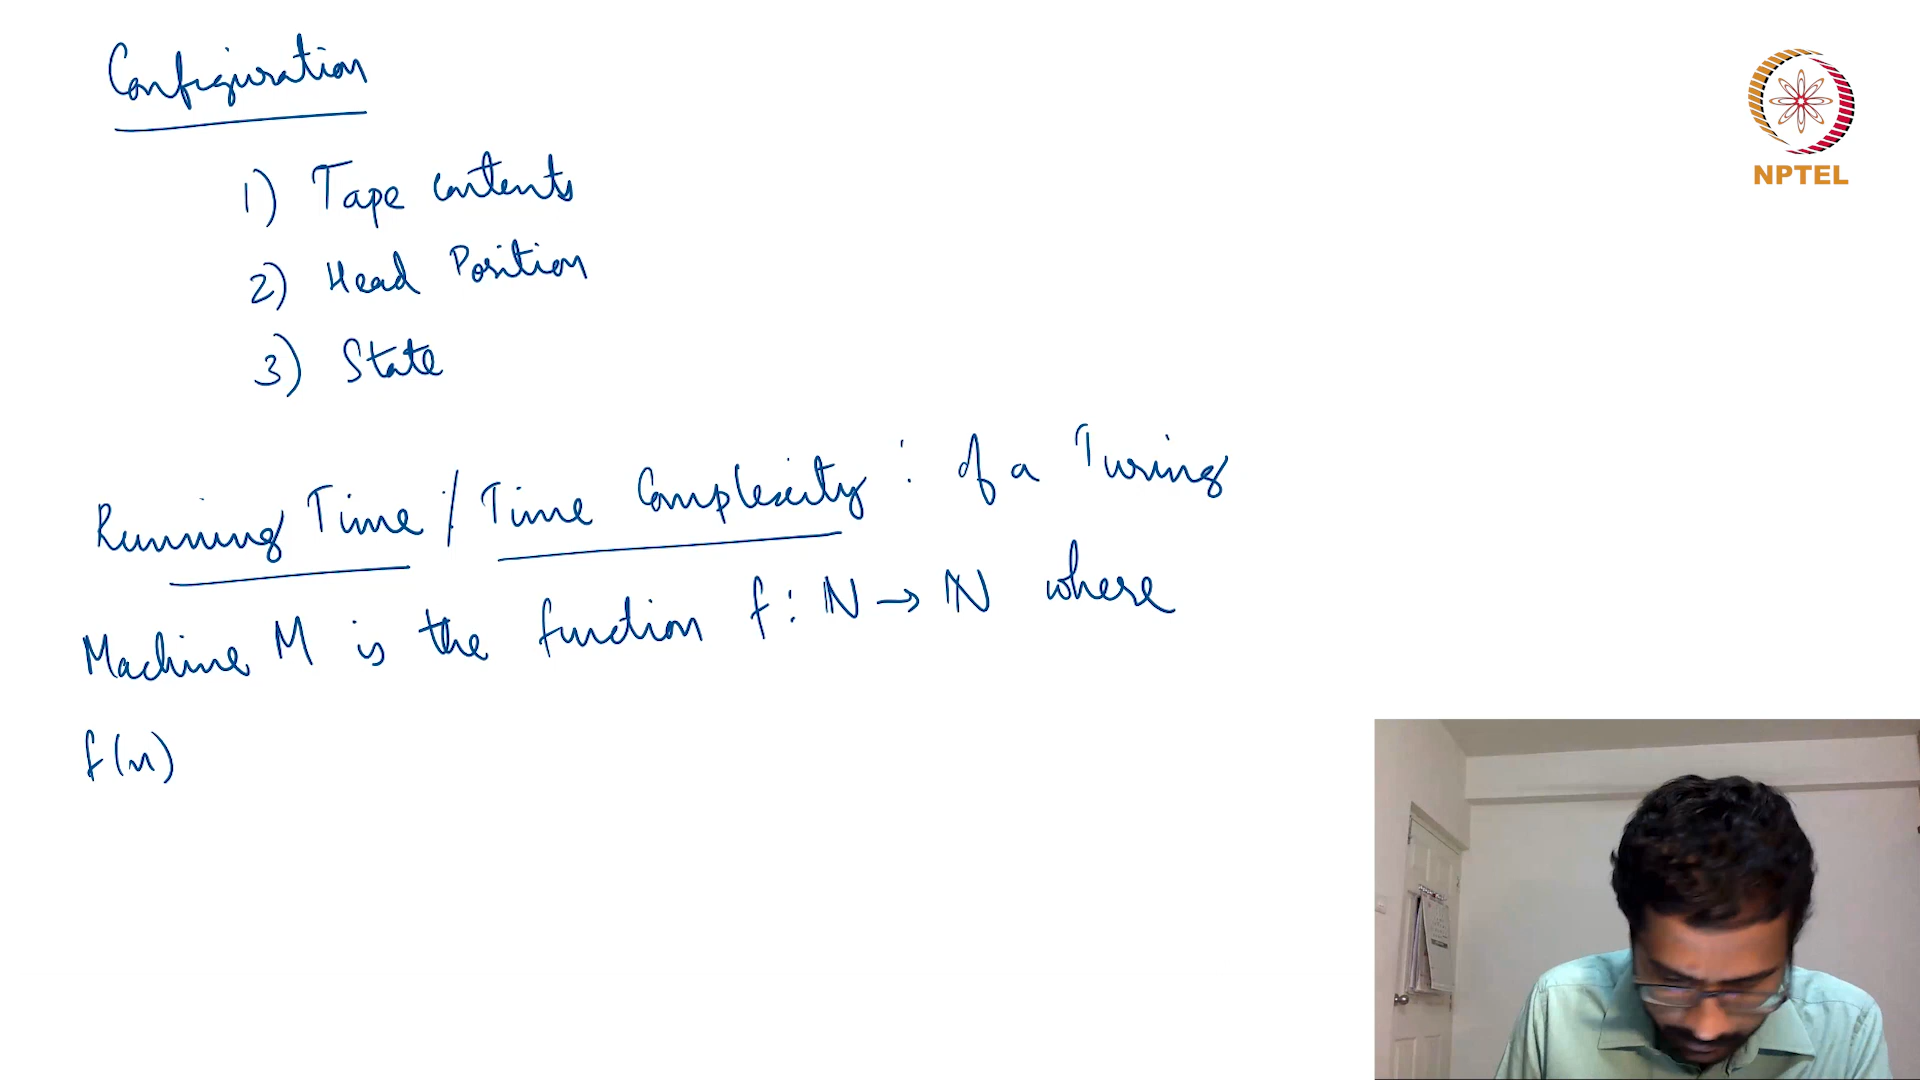 Configuration
NPTEL
1) Tape contents
2) Head Position
3) State
Running Time / Time Complexity : of a Turing
Machine M is the function f : ℕ → ℕ where
f(n)